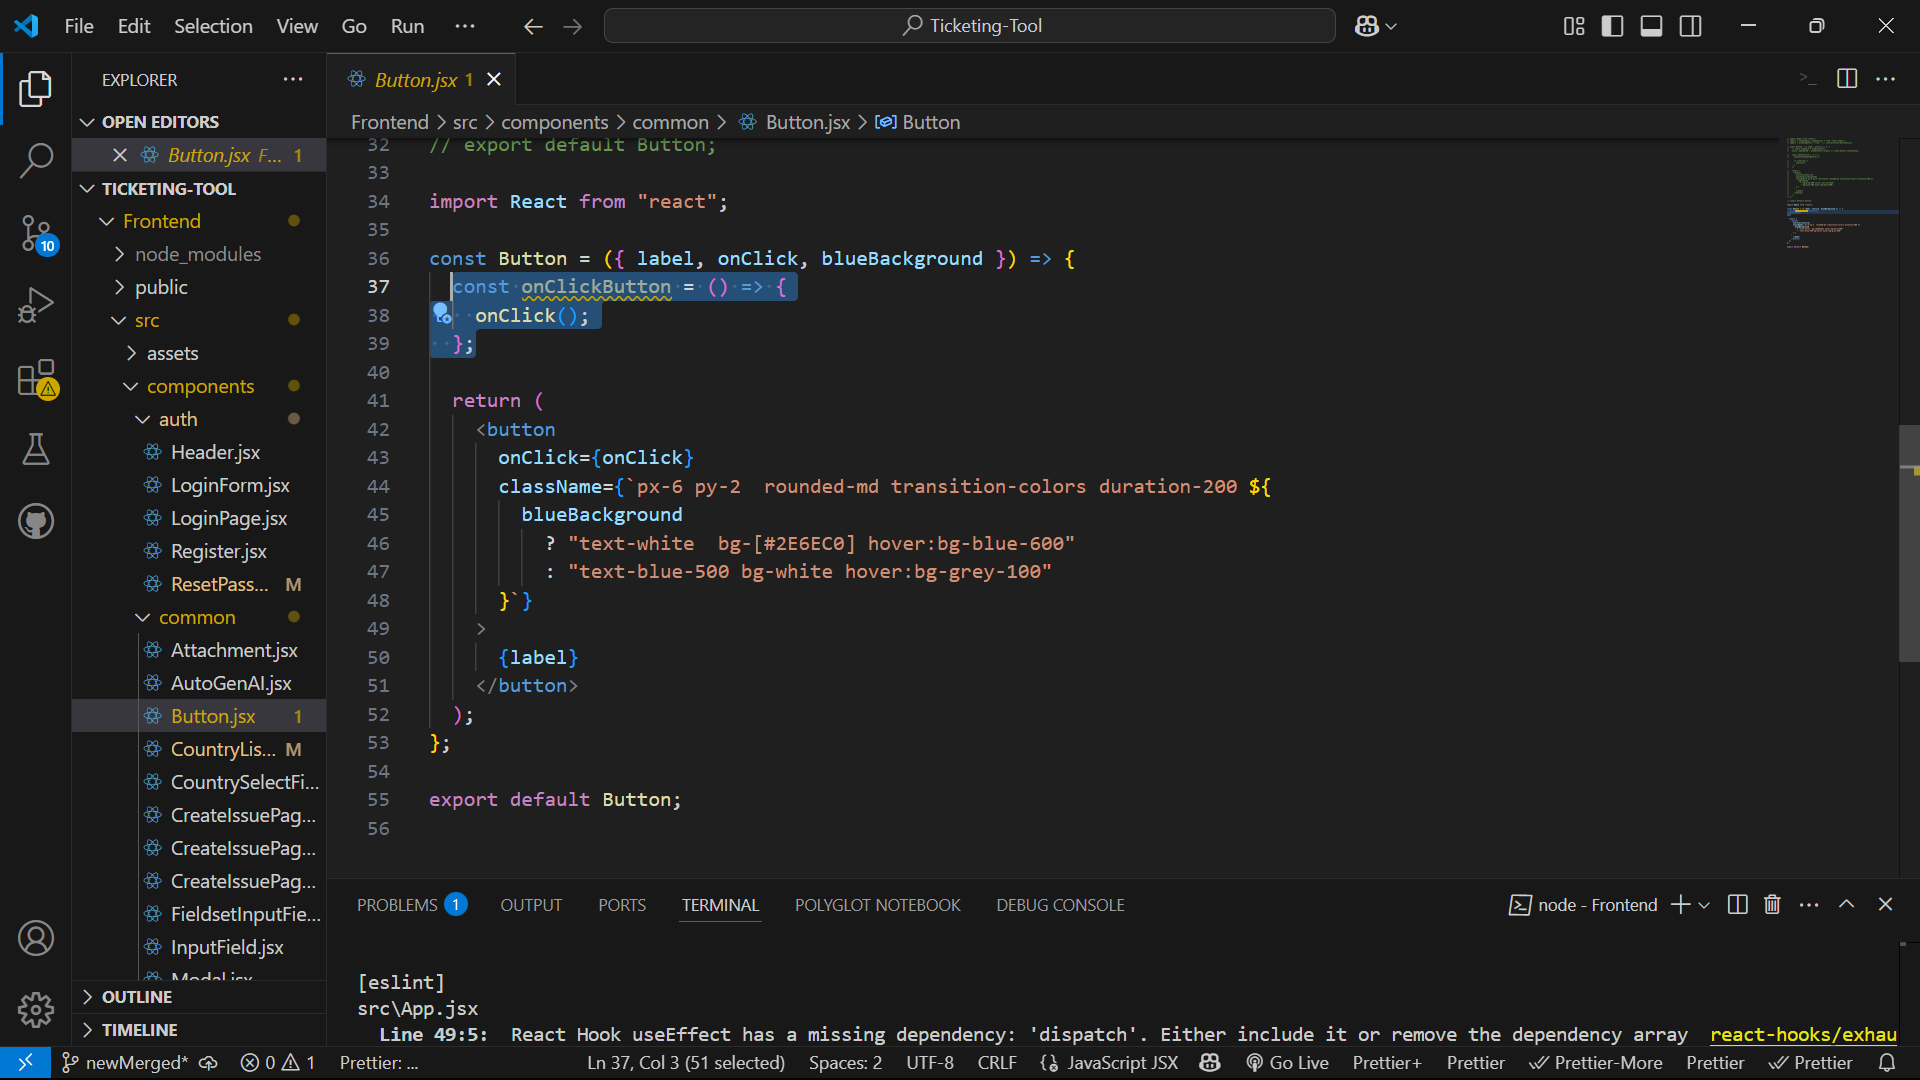 File Edit Selection View Go Run ··· Ticketing-Tool
EXPLORER ···
OPEN EDITORS
Button.jsx F... 1
TICKETING-TOOL
Frontend
node_modules
public
src
assets
components
auth
Header.jsx
LoginForm.jsx
LoginPage.jsx
Register.jsx
ResetPass... M
common
Attachment.jsx
AutoGenAI.jsx
Button.jsx 1
CountryLis... M
CountrySelectFi...
CreateIssuePag...
CreateIssuePag...
CreateIssuePag...
FieldsetInputFie...
InputField.jsx
Modal.jsx
OUTLINE
TIMELINE
10
Button.jsx 1
Frontend > src > components > common > Button.jsx > Button
32 // export default Button;
33
34 import React from "react";
35
36 const Button = ({ label, onClick, blueBackground }) => {
37 const onClickButton = () => {
38 onClick();
39 };
40
41 return (
42 <button
43 onClick={onClick}
44 className={`px-6 py-2  rounded-md transition-colors duration-200 ${
45 blueBackground
46 ? "text-white  bg-[#2E6EC0] hover:bg-blue-600"
47 : "text-blue-500 bg-white hover:bg-grey-100"
48 }`}
49 >
50 {label}
51 </button>
52 );
53 };
54
55 export default Button;
56
PROBLEMS 1 OUTPUT PORTS TERMINAL POLYGLOT NOTEBOOK DEBUG CONSOLE node - Frontend
[eslint]
src\App.jsx
Line 49:5:  React Hook useEffect has a missing dependency: 'dispatch'. Either include it or remove the dependency array  react-hooks/exhau
newMerged* 0 1 Prettier: ... Ln 37, Col 3 (51 selected) Spaces: 2 UTF-8 CRLF {} JavaScript JSX Go Live Prettier+ Prettier Prettier-More Prettier Prettier